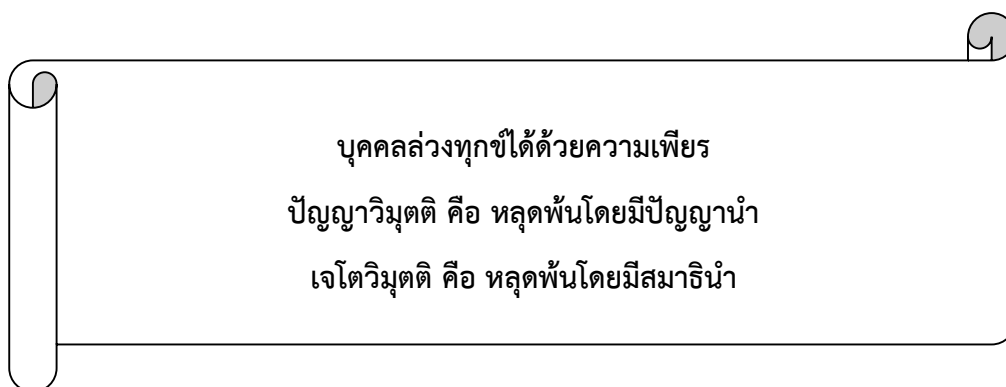 บุคคลล่วงทุกข์ได้ด้วยความเพียร
ปัญญาวิมุตติ คือ หลุดพ้นโดยมีปัญญานำ
เจโตวิมุตติ คือ หลุดพ้นโดยมีสมาธินำ